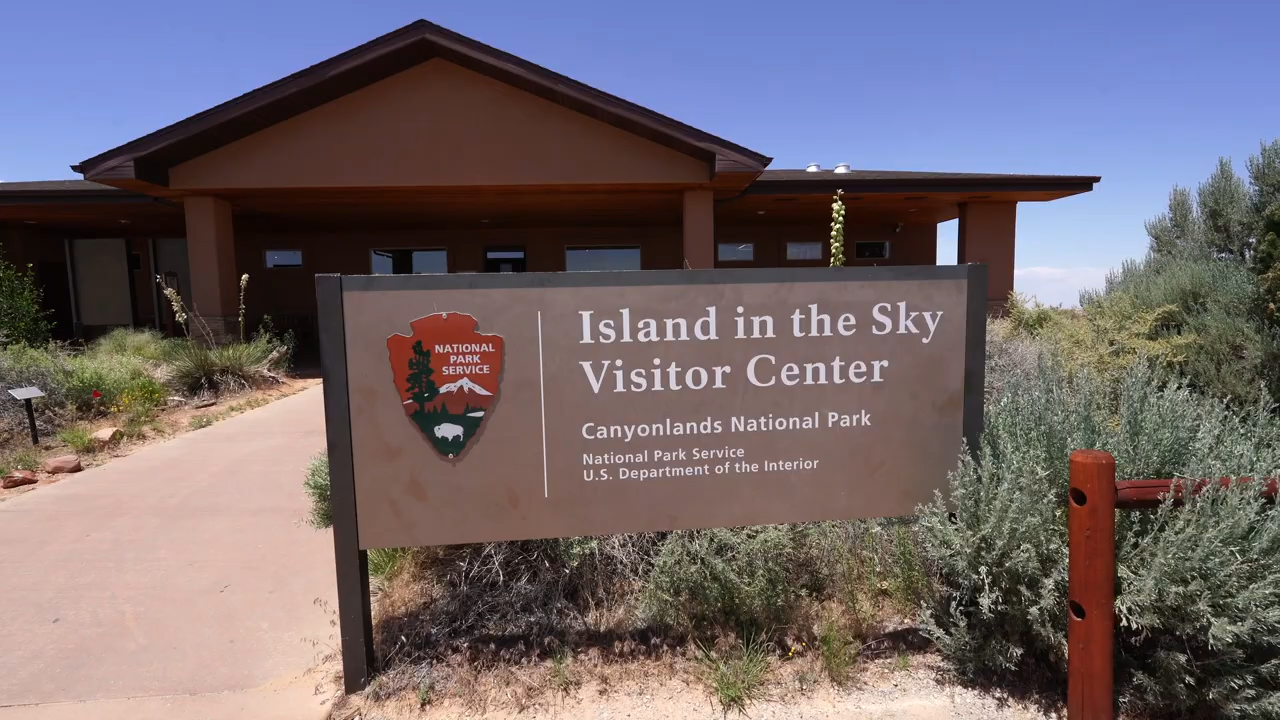 NATIONAL
PARK
SERVICE
Island in the Sky
Visitor Center
Canyonlands National Park
National Park Service
U.S. Department of the Interior